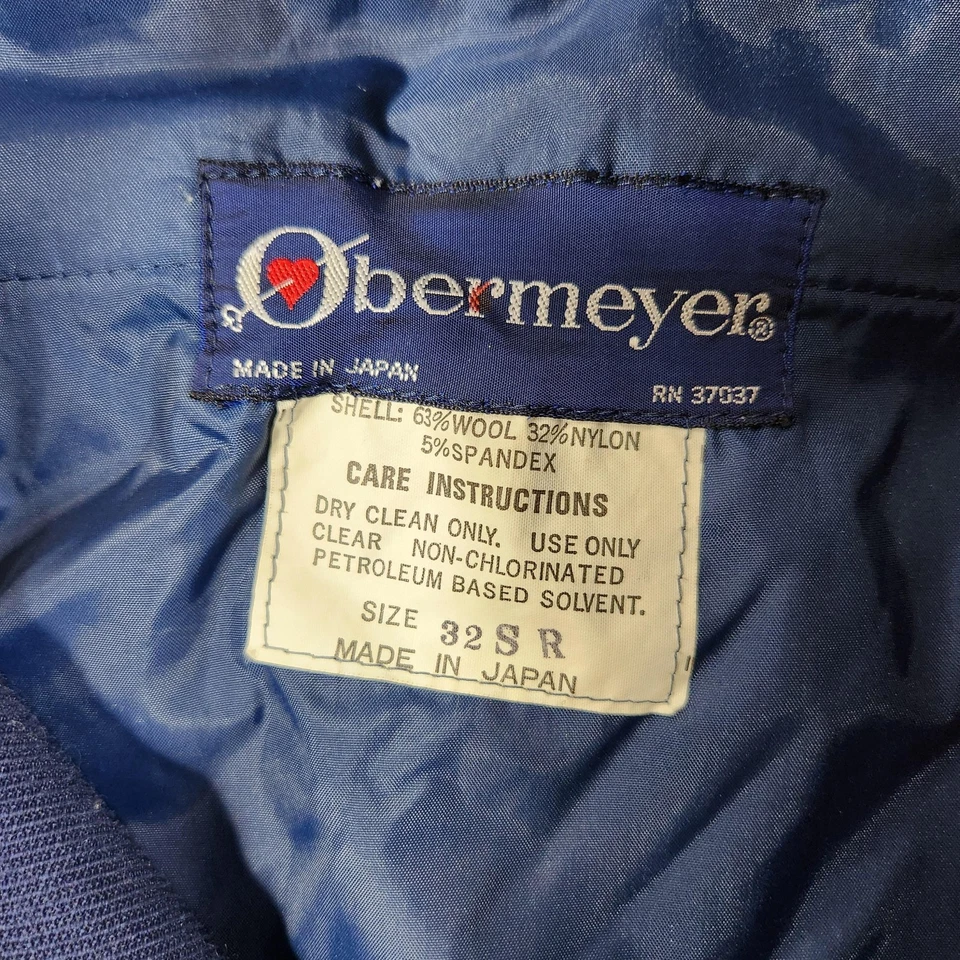 Obermeyer®
MADE IN JAPAN
RN 37037
SHELL: 63%WOOL 32%NYLON
5%SPANDEX
CARE INSTRUCTIONS
DRY CLEAN ONLY. USE ONLY
CLEAR NON-CHLORINATED
PETROLEUM BASED SOLVENT.
SIZE 32 S R
MADE IN JAPAN